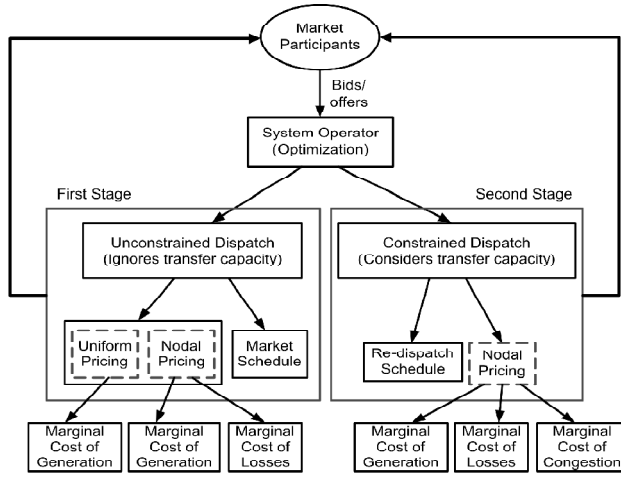 Market
Participants
Bids/
offers
System Operator
(Optimization)
First Stage
Second Stage
Unconstrained Dispatch
(Ignores transfer capacity)
Constrained Dispatch
(Considers transfer capacity)
Uniform
Pricing
Nodal
Pricing
Market
Schedule
Re-dispatch
Schedule
Nodal
Pricing
Marginal
Cost of
Generation
Marginal
Cost of
Generation
Marginal
Cost of
Losses
Marginal
Cost of
Generation
Marginal
Cost of
Losses
Marginal
Cost of
Congestion